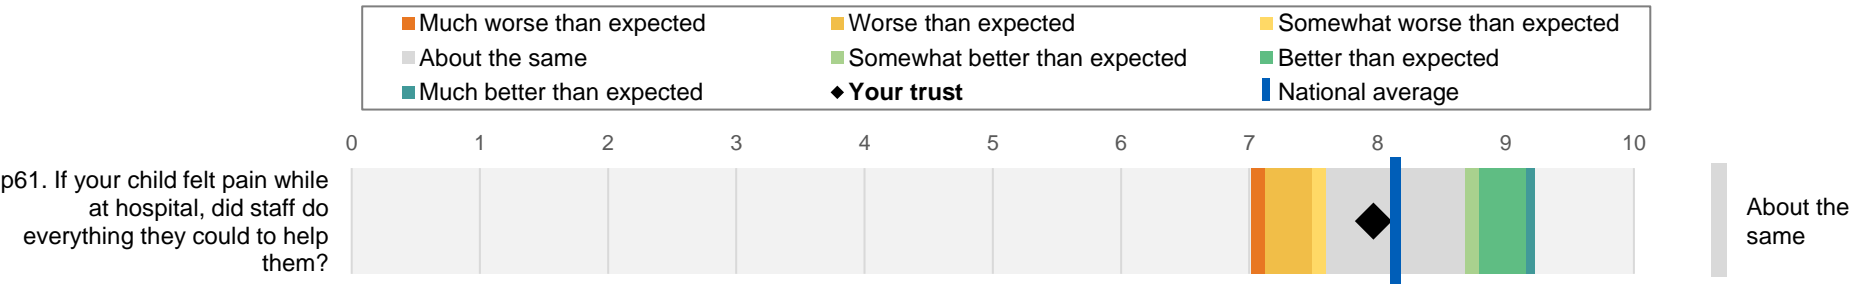 Much worse than expected
Worse than expected
Somewhat worse than expected
About the same
Somewhat better than expected
Better than expected
Much better than expected
Your trust
National average
0 1 2 3 4 5 6 7 8 9 10
p61. If your child felt pain while
at hospital, did staff do
everything they could to help
them?
About the
same